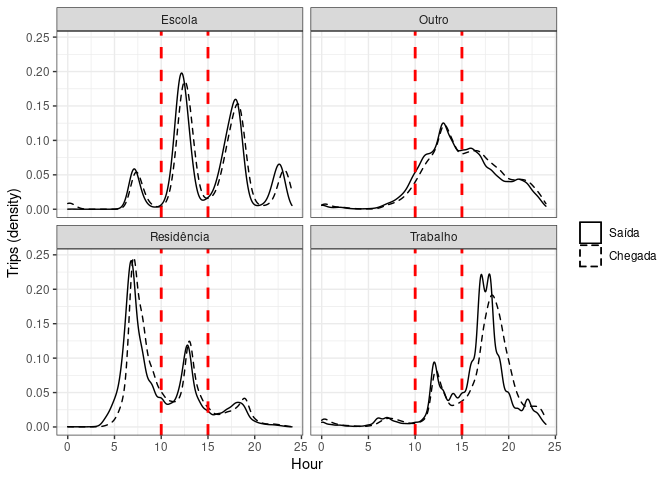 Escola
Outro
0.25
0.20
0.15
0.10
0.05
0.00
Residência
Trabalho
0.25
0.20
0.15
0.10
0.05
0.00
0 5 10 15 20 25
0 5 10 15 20 25
Hour
Trips (density)
Saída
Chegada